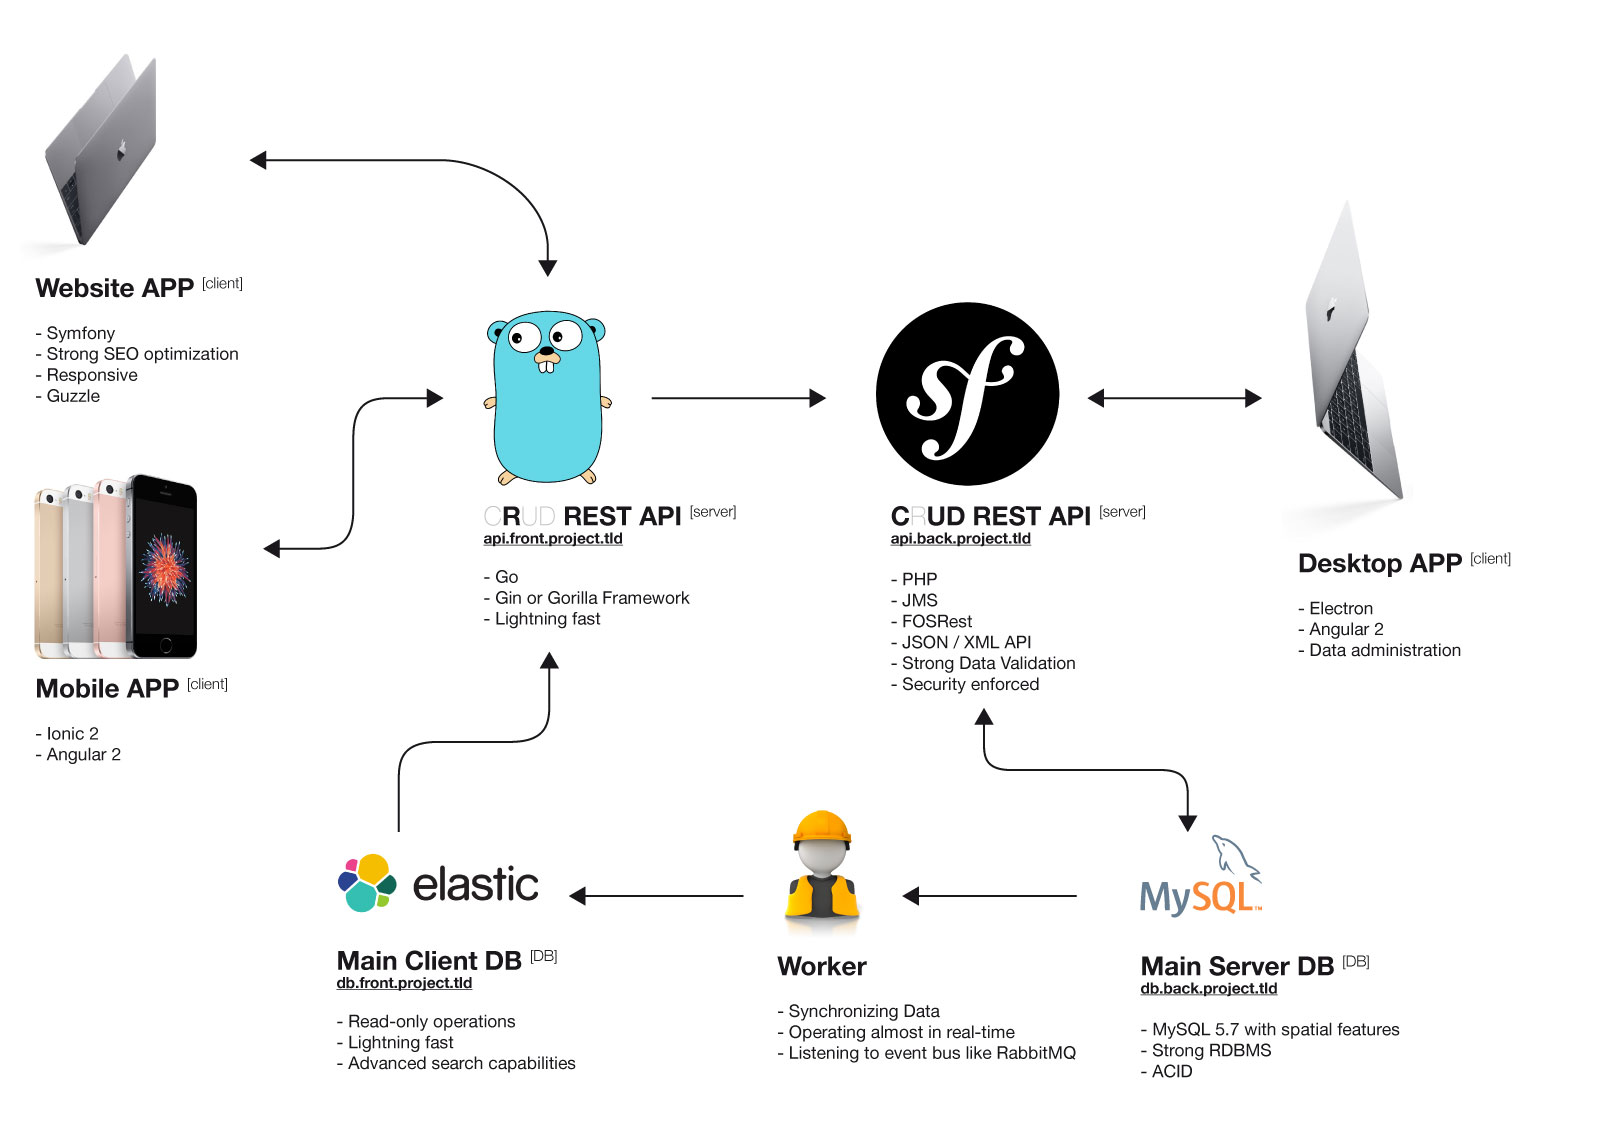 Website APP [client]
- Symfony
- Strong SEO optimization
- Responsive
- Guzzle
Mobile APP [client]
- Ionic 2
- Angular 2
CRUD REST API [server]
api.front.project.tld
- Go
- Gin or Gorilla Framework
- Lightning fast
sf
CRUD REST API [server]
api.back.project.tld
- PHP
- JMS
- FOSRest
- JSON / XML API
- Strong Data Validation
- Security enforced
Desktop APP [client]
- Electron
- Angular 2
- Data administration
elastic
Main Client DB [DB]
db.front.project.tld
- Read-only operations
- Lightning fast
- Advanced search capabilities
Worker
- Synchronizing Data
- Operating almost in real-time
- Listening to event bus like RabbitMQ
MySQL™
Main Server DB [DB]
db.back.project.tld
- MySQL 5.7 with spatial features
- Strong RDBMS
- ACID